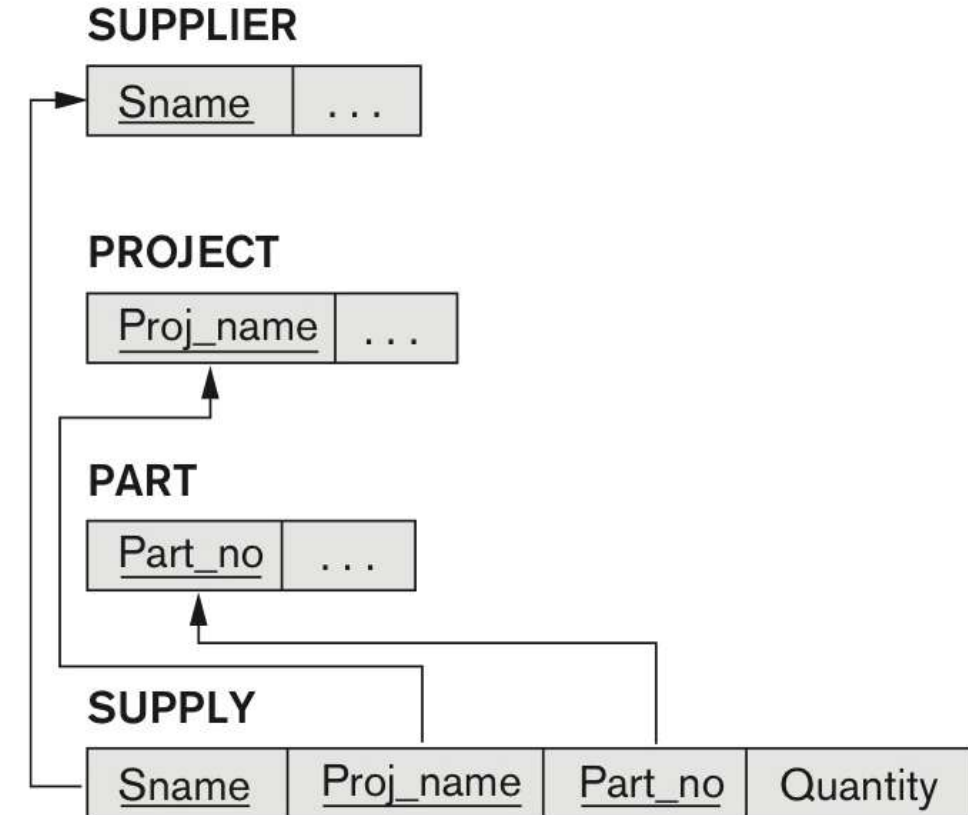 SUPPLIER
Sname ...
PROJECT
Proj_name ...
PART
Part_no ...
SUPPLY
Sname Proj_name Part_no Quantity